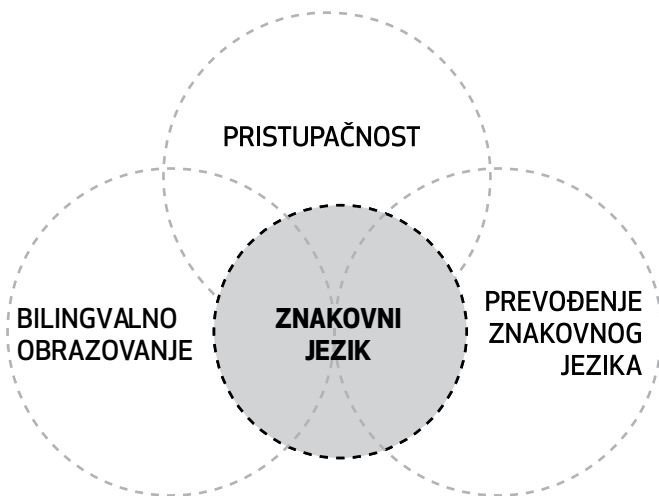 PRISTUPAČNOST
BILINGVALNO
OBRAZOVANJE
ZNAKOVNI
JEZIK
PREVOĐENJE
ZNAKOVNOG
JEZIKA